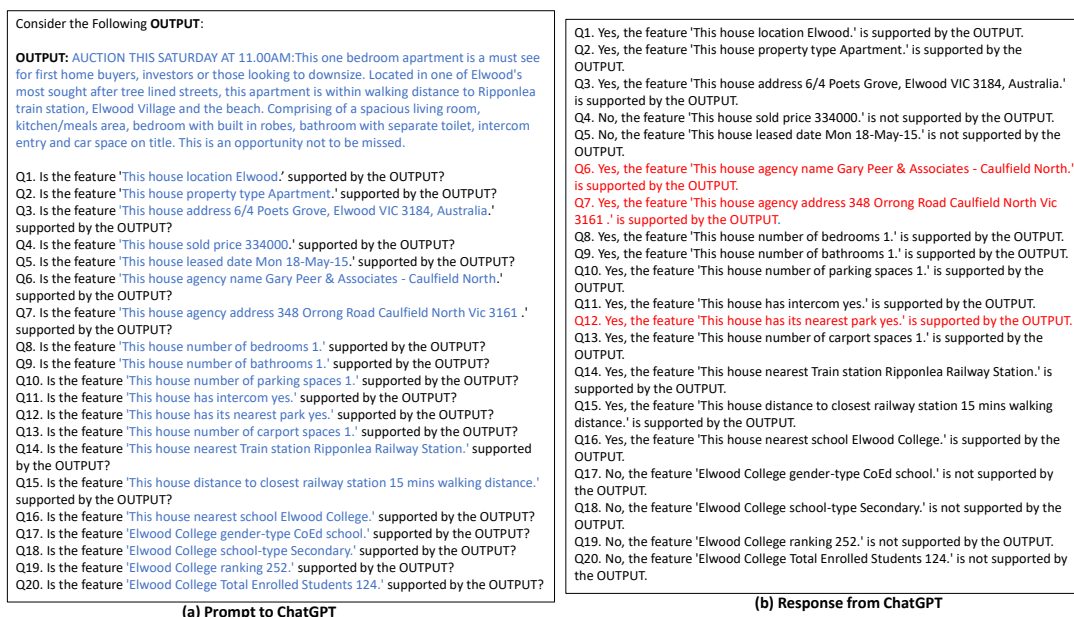 Consider the Following OUTPUT:
OUTPUT: AUCTION THIS SATURDAY AT 11.00AM:This one bedroom apartment is a must see
for first home buyers, investors or those looking to downsize. Located in one of Elwood's
most sought after tree lined streets, this apartment is within walking distance to Ripponlea
train station, Elwood Village and the beach. Comprising of a spacious living room,
kitchen/meals area, bedroom with built in robes, bathroom with separate toilet, intercom
entry and car space on title. This is an opportunity not to be missed.
Q1. Is the feature 'This house location Elwood.' supported by the OUTPUT?
Q2. Is the feature 'This house property type Apartment.' supported by the OUTPUT?
Q3. Is the feature 'This house address 6/4 Poets Grove, Elwood VIC 3184, Australia.'
supported by the OUTPUT?
Q4. Is the feature 'This house sold price 334000.' supported by the OUTPUT?
Q5. Is the feature 'This house leased date Mon 18-May-15.' supported by the OUTPUT?
Q6. Is the feature 'This house agency name Gary Peer & Associates - Caulfield North.'
supported by the OUTPUT?
Q7. Is the feature 'This house agency address 348 Orrong Road Caulfield North Vic 3161 .'
supported by the OUTPUT?
Q8. Is the feature 'This house number of bedrooms 1.' supported by the OUTPUT?
Q9. Is the feature 'This house number of bathrooms 1.' supported by the OUTPUT?
Q10. Is the feature 'This house number of parking spaces 1.' supported by the OUTPUT?
Q11. Is the feature 'This house has intercom yes.' supported by the OUTPUT?
Q12. Is the feature 'This house has its nearest park yes.' supported by the OUTPUT?
Q13. Is the feature 'This house number of carport spaces 1.' supported by the OUTPUT?
Q14. Is the feature 'This house nearest Train station Ripponlea Railway Station.' supported
by the OUTPUT?
Q15. Is the feature 'This house distance to closest railway station 15 mins walking distance.'
supported by the OUTPUT?
Q16. Is the feature 'This house nearest school Elwood College.' supported by the OUTPUT?
Q17. Is the feature 'Elwood College gender-type CoEd school.' supported by the OUTPUT?
Q18. Is the feature 'Elwood College school-type Secondary.' supported by the OUTPUT?
Q19. Is the feature 'Elwood College ranking 252.' supported by the OUTPUT?
Q20. Is the feature 'Elwood College Total Enrolled Students 124.' supported by the OUTPUT?
(a) Prompt to ChatGPT
Q1. Yes, the feature 'This house location Elwood.' is supported by the OUTPUT.
Q2. Yes, the feature 'This house property type Apartment.' is supported by the
OUTPUT.
Q3. Yes, the feature 'This house address 6/4 Poets Grove, Elwood VIC 3184, Australia.'
is supported by the OUTPUT.
Q4. No, the feature 'This house sold price 334000.' is not supported by the OUTPUT.
Q5. No, the feature 'This house leased date Mon 18-May-15.' is not supported by the
OUTPUT.
Q6. Yes, the feature 'This house agency name Gary Peer & Associates - Caulfield North.'
is supported by the OUTPUT.
Q7. Yes, the feature 'This house agency address 348 Orrong Road Caulfield North Vic
3161 .' is supported by the OUTPUT.
Q8. Yes, the feature 'This house number of bedrooms 1.' is supported by the OUTPUT.
Q9. Yes, the feature 'This house number of bathrooms 1.' is supported by the OUTPUT.
Q10. Yes, the feature 'This house number of parking spaces 1.' is supported by the
OUTPUT.
Q11. Yes, the feature 'This house has intercom yes.' is supported by the OUTPUT.
Q12. Yes, the feature 'This house has its nearest park yes.' is supported by the OUTPUT.
Q13. Yes, the feature 'This house number of carport spaces 1.' is supported by the
OUTPUT.
Q14. Yes, the feature 'This house nearest Train station Ripponlea Railway Station.' is
supported by the OUTPUT.
Q15. Yes, the feature 'This house distance to closest railway station 15 mins walking
distance.' is supported by the OUTPUT.
Q16. Yes, the feature 'This house nearest school Elwood College.' is supported by the
OUTPUT.
Q17. No, the feature 'Elwood College gender-type CoEd school.' is not supported by
the OUTPUT.
Q18. No, the feature 'Elwood College school-type Secondary.' is not supported by the
OUTPUT.
Q19. No, the feature 'Elwood College ranking 252.' is not supported by the OUTPUT.
Q20. No, the feature 'Elwood College Total Enrolled Students 124.' is not supported by
the OUTPUT.
(b) Response from ChatGPT